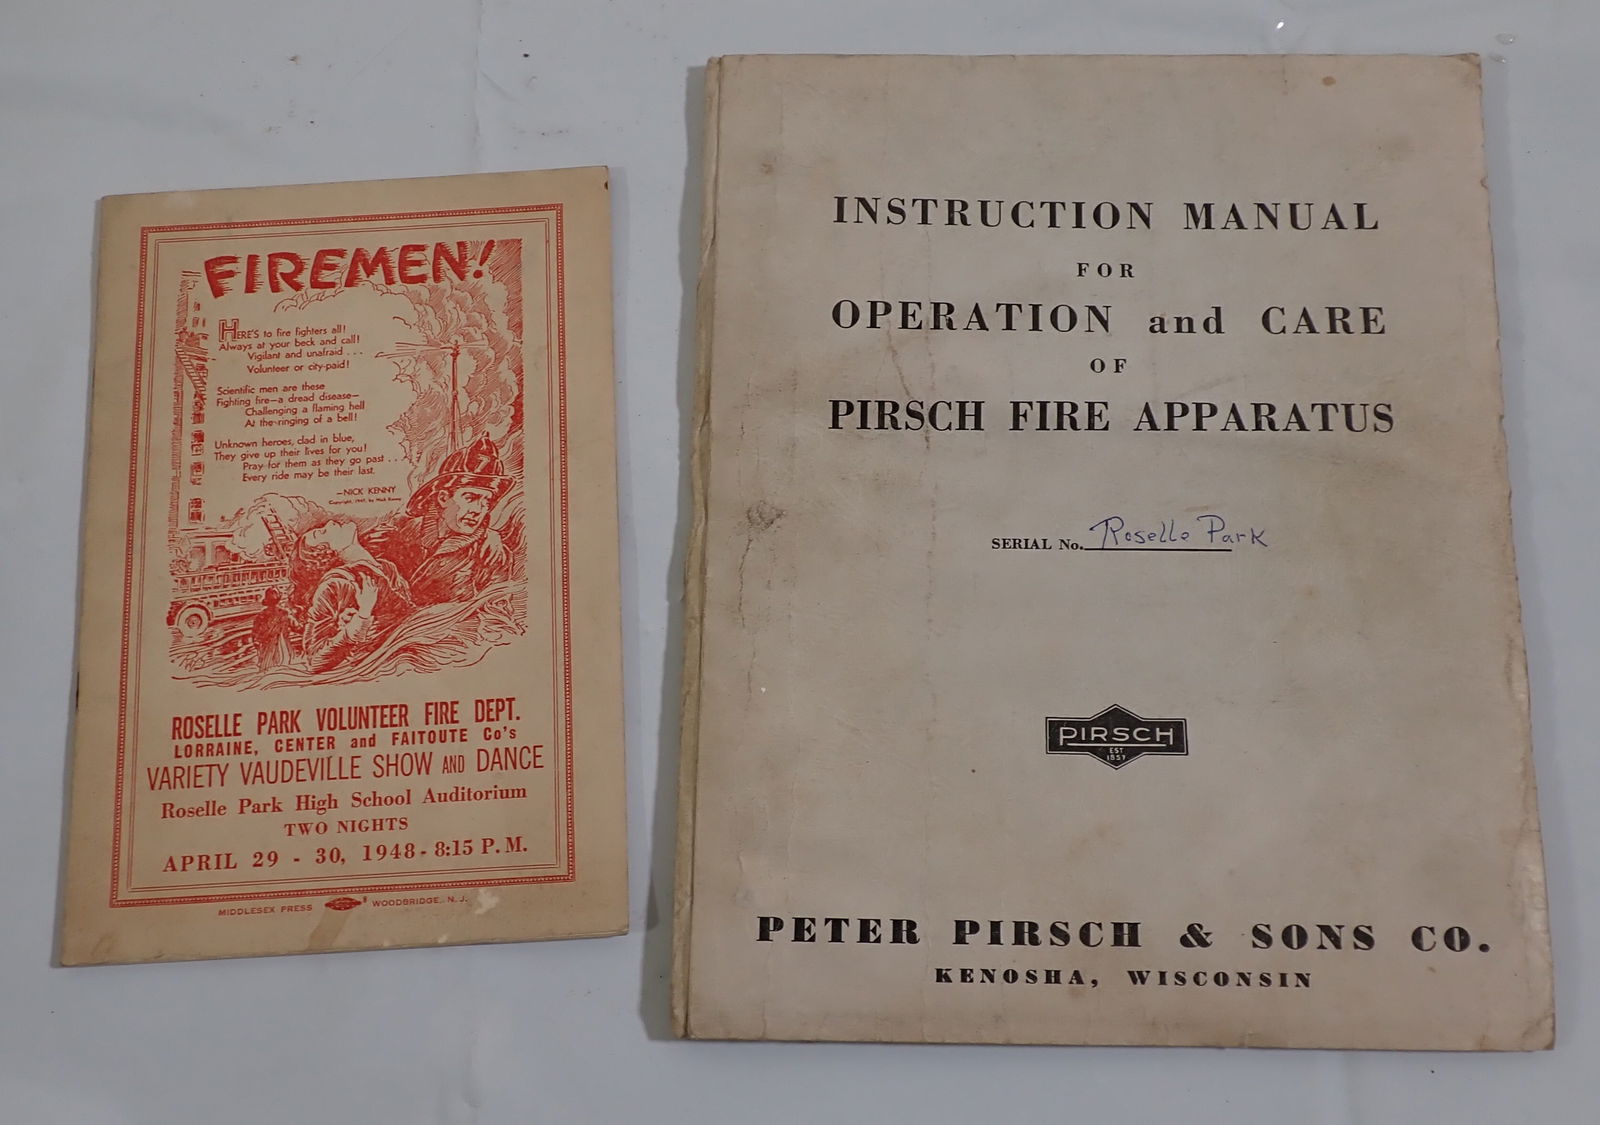 FIREMEN!
HERE'S to fire fighters all!
Always at your beck and call!
Vigilant and unafraid . . .
Volunteer or city-paid!
Scientific men are these
Fighting fire—a dread disease—
Challenging a flaming hell
At the ringing of a bell!
Unknown heroes, clad in blue,
They give up their lives for you!
Pray for them as they go past . . .
Every ride may be their last.
—NICK KENNY
Copyright, 1947, by Nick Kenny
7
ROSELLE PARK VOLUNTEER FIRE DEPT.
LORRAINE, CENTER and FAITOUTE Co's
VARIETY VAUDEVILLE SHOW AND DANCE
Roselle Park High School Auditorium
TWO NIGHTS
APRIL 29 - 30, 1948 - 8:15 P.M.
MIDDLESEX PRESS WOODBRIDGE, N. J.
INSTRUCTION MANUAL
FOR
OPERATION and CARE
OF
PIRSCH FIRE APPARATUS
SERIAL No. Roselle Park
PIRSCH
EST
1857
PETER PIRSCH & SONS CO.
KENOSHA, WISCONSIN